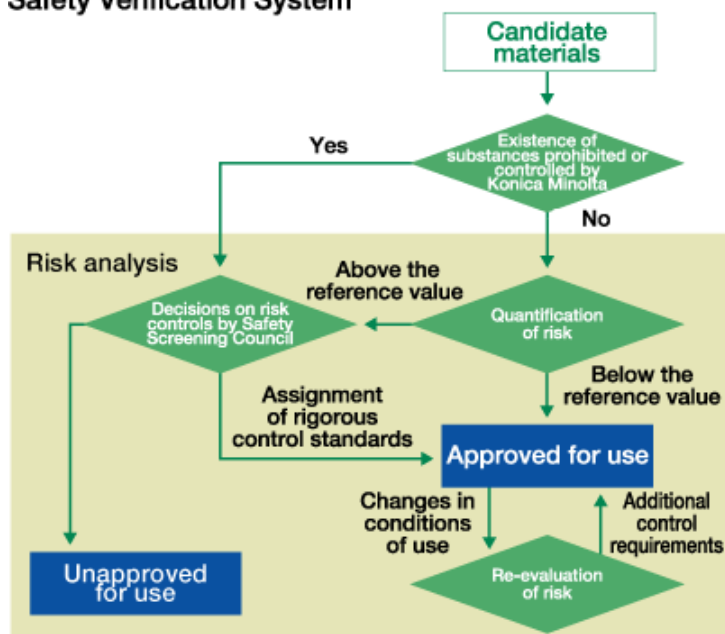 Safety Verification System
Candidate
materials
Existence of
substances prohibited or
controlled by
Konica Minolta
Yes
No
Risk analysis
Above the
reference value
Decisions on risk
controls by Safety
Screening Council
Quantification
of risk
Below the
reference value
Assignment
of rigorous
control standards
Approved for use
Changes in
conditions
of use
Additional
control
requirements
Unapproved
for use
Re-evaluation
of risk